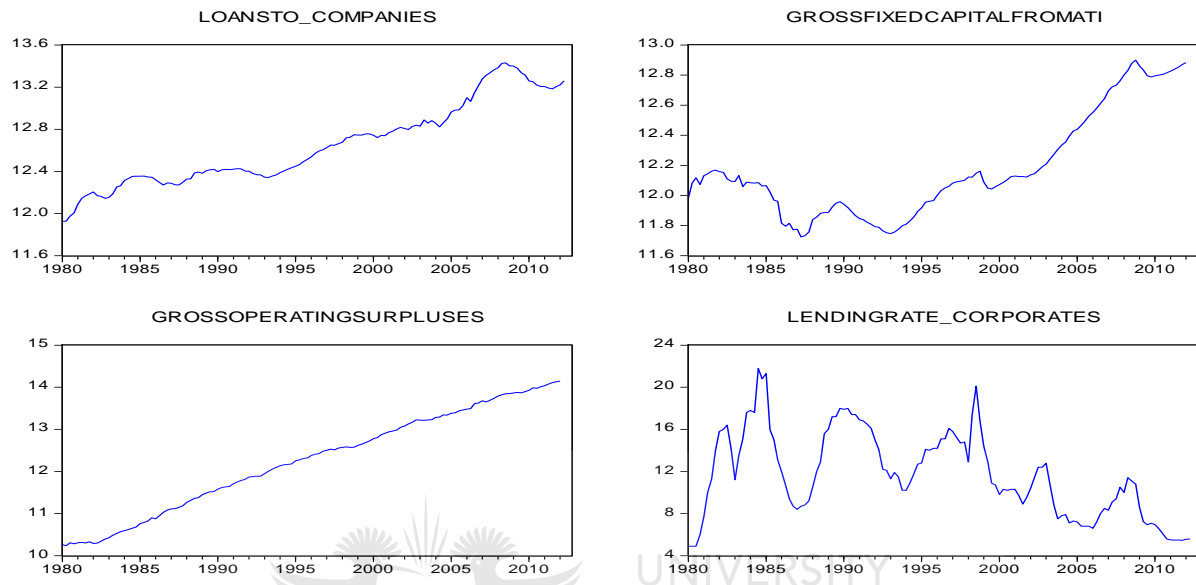 LOANSTO_COMPANIES
13.6
13.2
12.8
12.4
12.0
11.6
1980 1985 1990 1995 2000 2005 2010
GROSSFIXEDCAPITALFROMATI
13.0
12.8
12.6
12.4
12.2
12.0
11.8
11.6
1980 1985 1990 1995 2000 2005 2010
GROSSOPERATINGSURPLUSES
15
14
13
12
11
10
1980 1985 1990 1995 2000 2005 2010
LENDINGRATE_CORPORATES
24
20
16
12
8
4
1980 1985 1990 1995 2000 2005 2010
UNIVERSITY